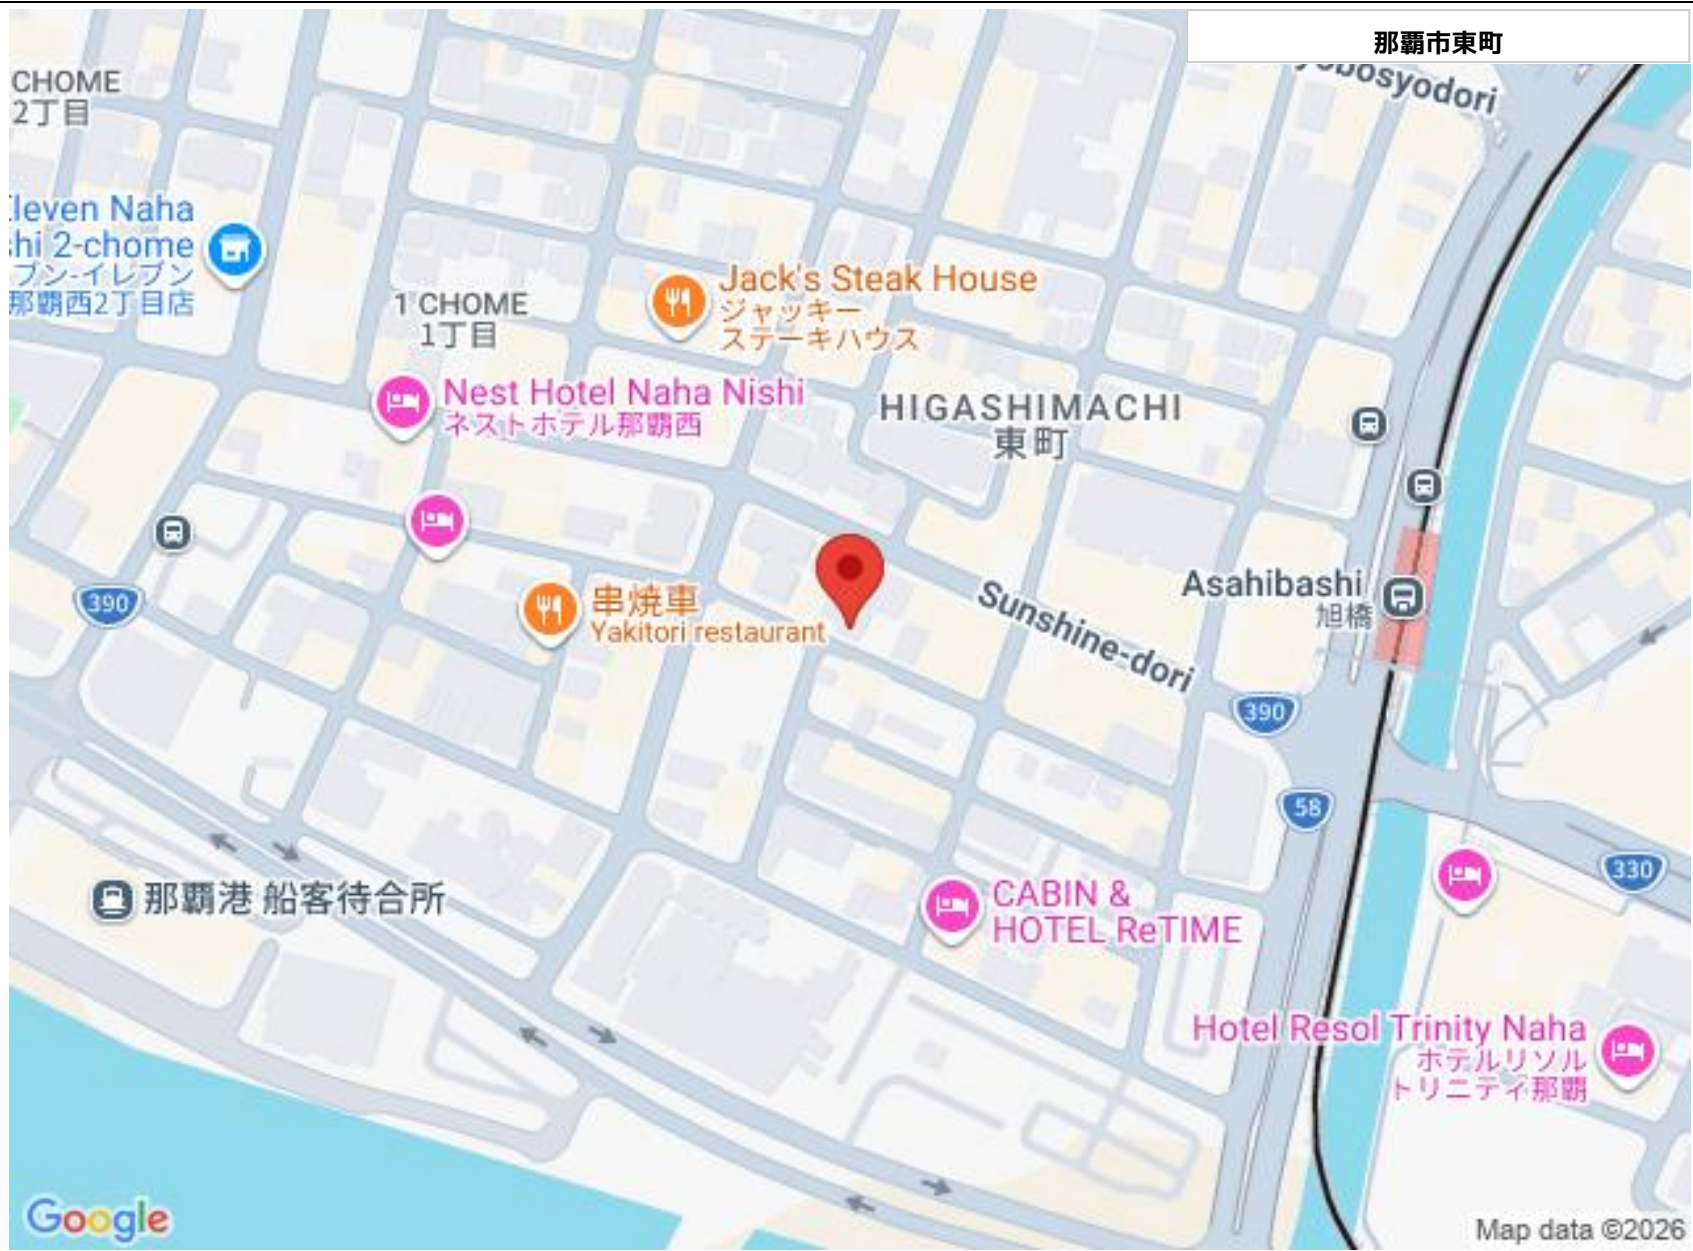 那覇市東町
yobosyodori
CHOME
2丁目
Eleven Naha
shi 2-chome
ブン-イレブン
那覇西2丁目店
1 CHOME
1丁目
Jack's Steak House
ジャッキー
ステーキハウス
Nest Hotel Naha Nishi
ネストホテル那覇西
HIGASHIMACHI
東町
390
串焼車
Yakitori restaurant
Sunshine-dori
Asahibashi
旭橋
390
58
330
那覇港 船客待合所
CABIN &
HOTEL ReTIME
Hotel Resol Trinity Naha
ホテルリソル
トリニティ那覇
Google
Map data ©2026